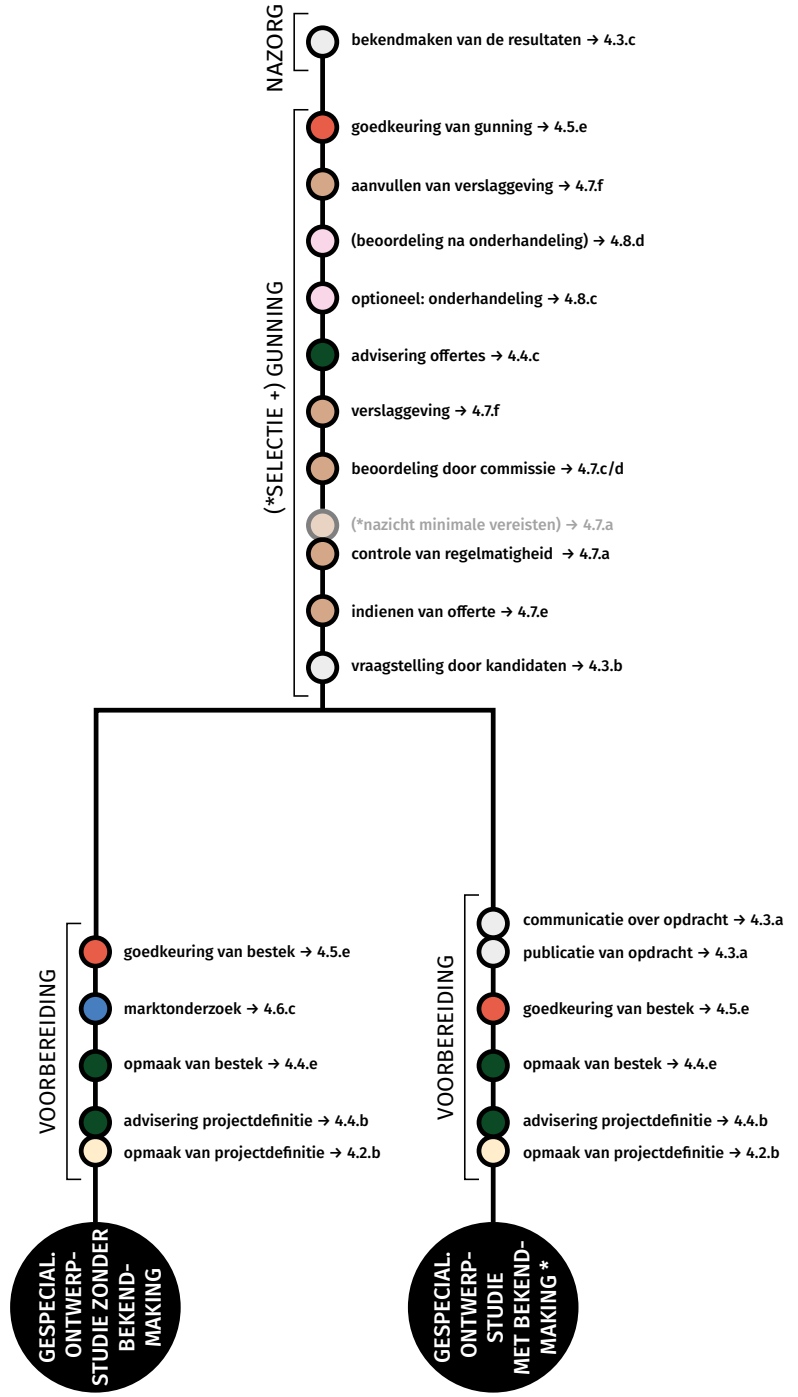 NAZORG
bekendmaken van de resultaten → 4.3.c
(*SELECTIE +) GUNNING
goedkeuring van gunning → 4.5.e
aanvullen van verslaggeving → 4.7.f
(beoordeling na onderhandeling) → 4.8.d
optioneel: onderhandeling → 4.8.c
advisering offertes → 4.4.c
verslaggeving → 4.7.f
beoordeling door commissie → 4.7.c/d
(*nazicht minimale vereisten) → 4.7.a
controle van regelmatigheid → 4.7.a
indienen van offerte → 4.7.e
vraagstelling door kandidaten → 4.3.b
VOORBEREIDING
goedkeuring van bestek → 4.5.e
marktonderzoek → 4.6.c
opmaak van bestek → 4.4.e
advisering projectdefinitie → 4.4.b
opmaak van projectdefinitie → 4.2.b
GESPECIAL.
ONTWERP-
STUDIE ZONDER
BEKEND-
MAKING
VOORBEREIDING
communicatie over opdracht → 4.3.a
publicatie van opdracht → 4.3.a
goedkeuring van bestek → 4.5.e
opmaak van bestek → 4.4.e
advisering projectdefinitie → 4.4.b
opmaak van projectdefinitie → 4.2.b
GESPECIAL.
ONTWERP-
STUDIE
MET BEKEND-
MAKING *